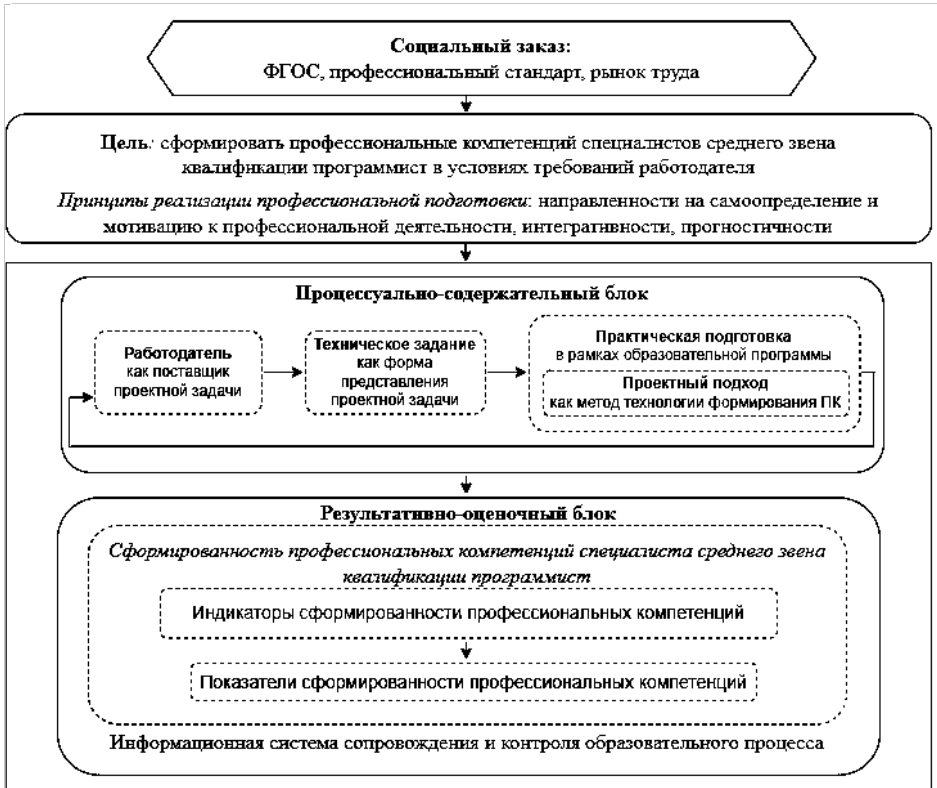 Социальный заказ:
ФГОС, профессиональный стандарт, рынок труда
Цель: сформировать профессиональные компетенций специалистов среднего звена
квалификации программист в условиях требований работодателя
Принципы реализации профессиональной подготовки: направленности на самоопределение и
мотивацию к профессиональной деятельности, интегративности, прогностичности
Процессуально-содержательный блок
Работодатель
как поставщик
проектной задачи
Техническое задание
как форма
представления
проектной задачи
Практическая подготовка
в рамках образовательной программы
Проектный подход
как метод технологии формирования ПК
Результативно-оценочный блок
Сформированность профессиональных компетенций специалиста среднего звена
квалификации программист
Индикаторы сформированности профессиональных компетенций
Показатели сформированности профессиональных компетенций
Информационная система сопровождения и контроля образовательного процесса